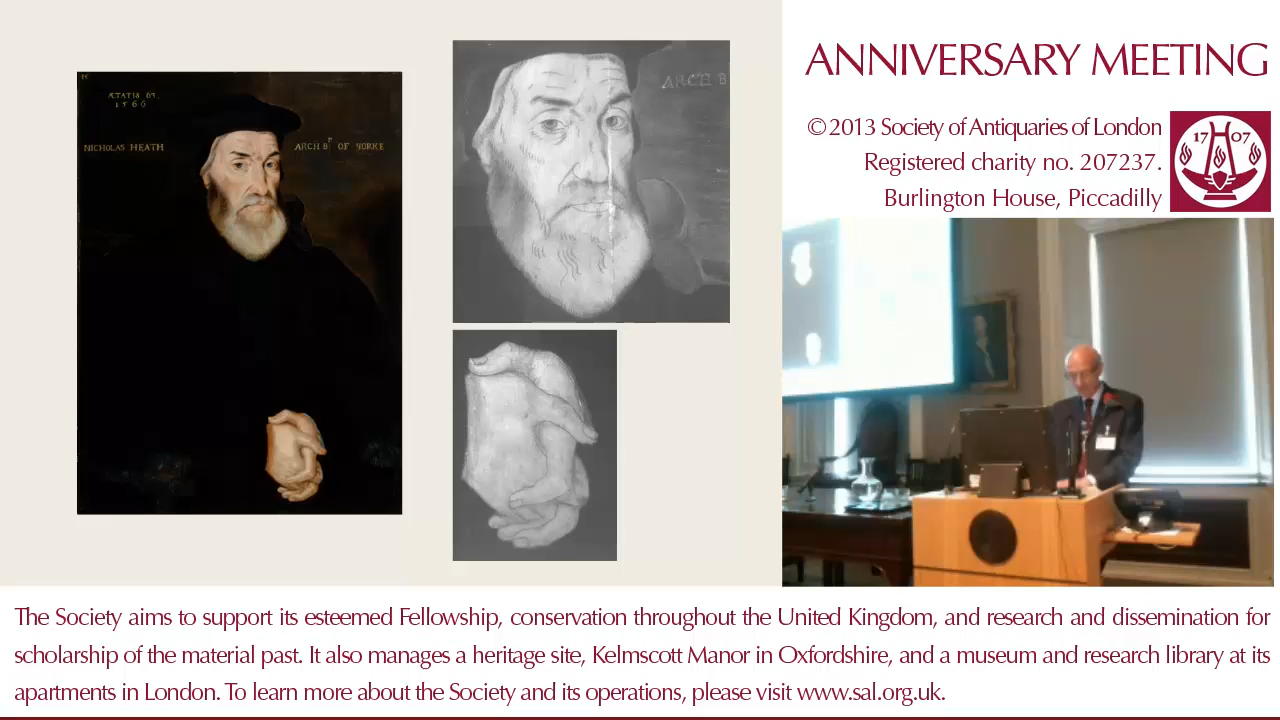 ÆTATIS 67.
1566
NICHOLAS HEATH
ARCH Bᴾ OF YORKE
ARCH B
ANNIVERSARY MEETING
© 2013 Society of Antiquaries of London
Registered charity no. 207237.
Burlington House, Piccadilly
1707
The Society aims to support its esteemed Fellowship, conservation throughout the United Kingdom, and research and dissemination for
scholarship of the material past. It also manages a heritage site, Kelmscott Manor in Oxfordshire, and a museum and research library at its
apartments in London. To learn more about the Society and its operations, please visit www.sal.org.uk.